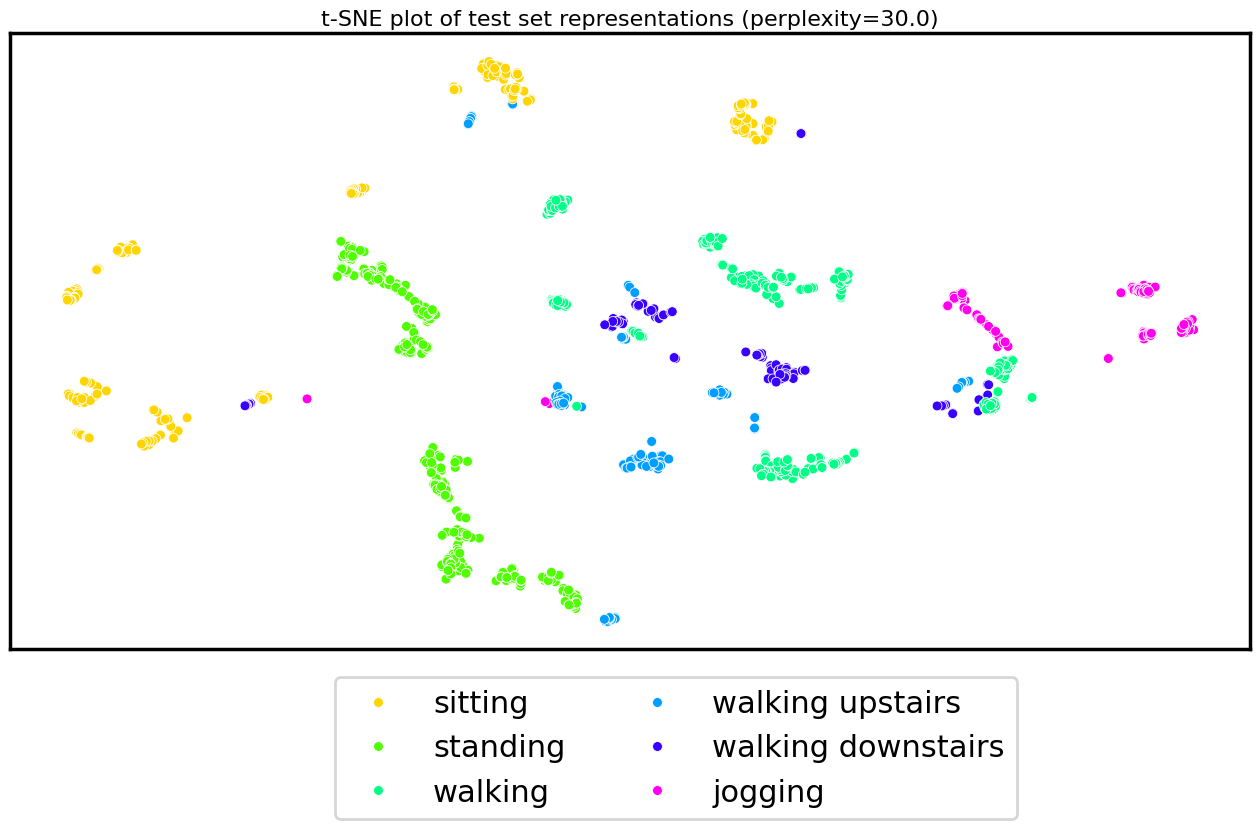 t-SNE plot of test set representations (perplexity=30.0)
sitting
standing
walking
walking upstairs
walking downstairs
jogging